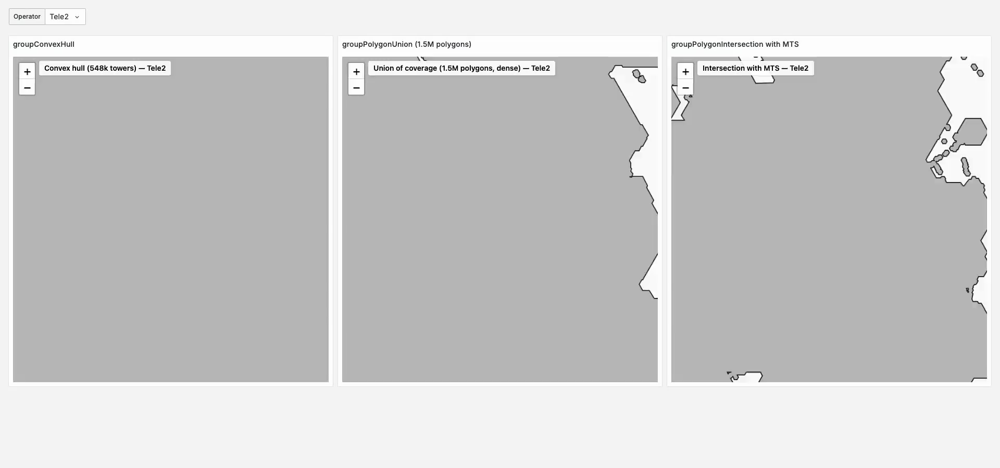 Operator Tele2
groupConvexHull
+
−
Convex hull (548k towers) — Tele2
groupPolygonUnion (1.5M polygons)
+
−
Union of coverage (1.5M polygons, dense) — Tele2
groupPolygonIntersection with MTS
+
−
Intersection with MTS — Tele2